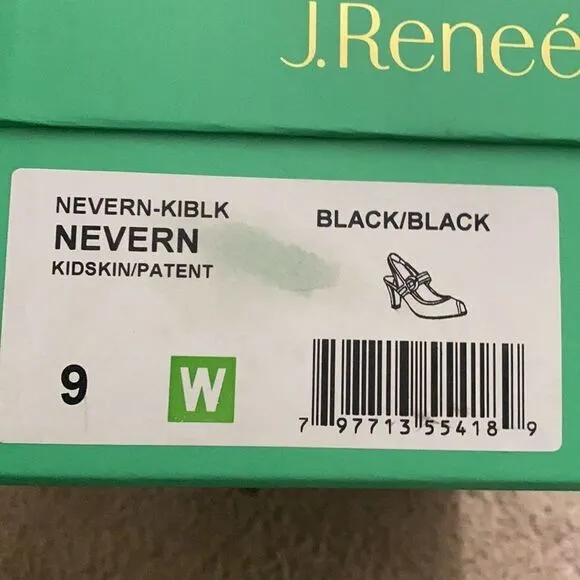 J.Reneé
NEVERN-KIBLK
NEVERN
KIDSKIN/PATENT
BLACK/BLACK
9
W
7 97713 55418 9